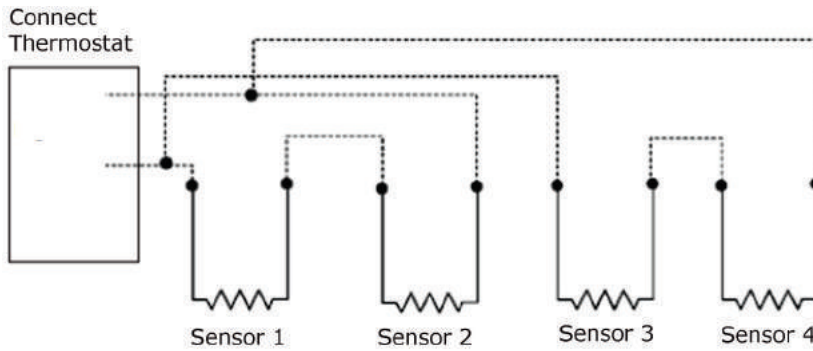 Connect
Thermostat
Sensor 1
Sensor 2
Sensor 3
Sensor 4